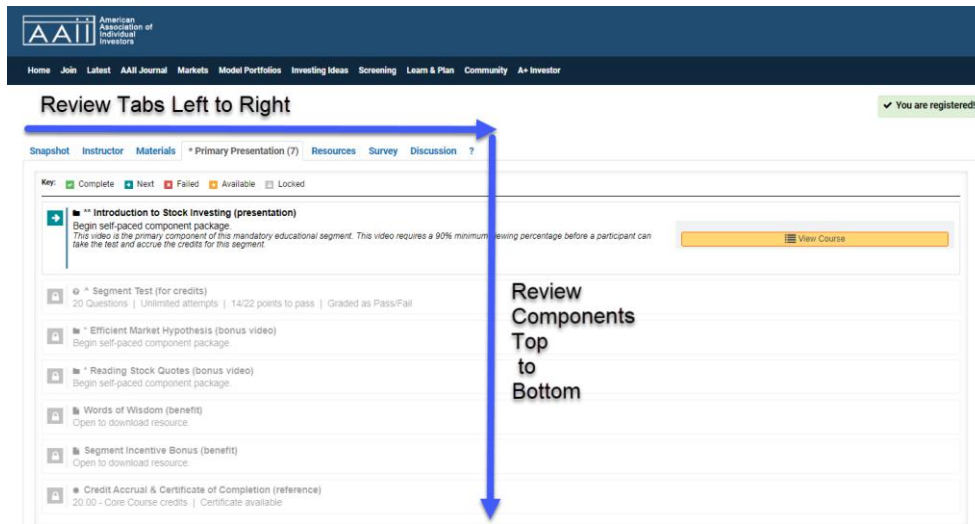 AAII
American
Association of
Individual
Investors
Home Join Latest AAII Journal Markets Model Portfolios Investing Ideas Screening Learn & Plan Community A+ Investor
Review Tabs Left to Right
✔ You are registered!
Snapshot Instructor Materials * Primary Presentation (7) Resources Survey Discussion ?
Key: Complete Next Failed Available Locked
** Introduction to Stock Investing (presentation)
Begin self-paced component package.
This video is the primary component of this mandatory educational segment. This video requires a 90% minimum viewing percentage before a participant can
take the test and accrue the credits for this segment.
View Course
^ Segment Test (for credits)
20 Questions | Unlimited attempts | 14/22 points to pass | Graded as Pass/Fail
* Efficient Market Hypothesis (bonus video)
Begin self-paced component package.
* Reading Stock Quotes (bonus video)
Begin self-paced component package.
Words of Wisdom (benefit)
Open to download resource.
Segment Incentive Bonus (benefit)
Open to download resource.
Credit Accrual & Certificate of Completion (reference)
20.00 - Core Course credits | Certificate available
Review
Components
Top
to
Bottom